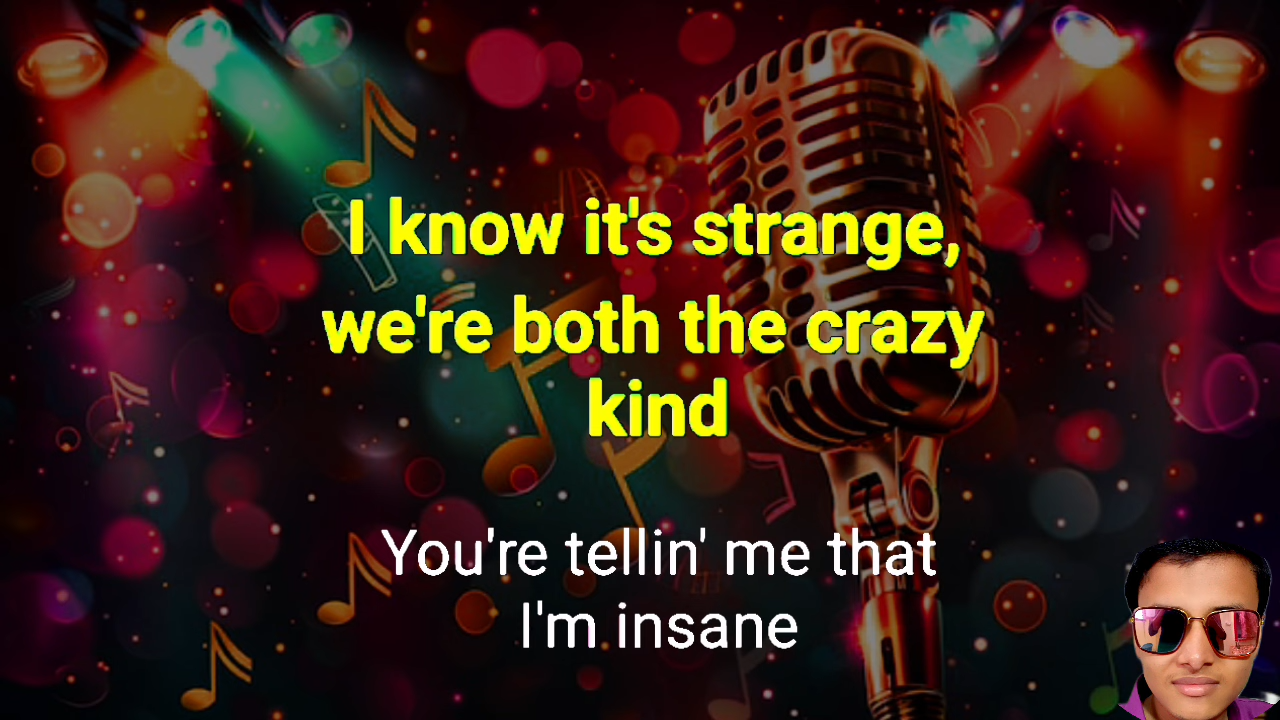 I know it's strange,
we're both the crazy
kind
You're tellin' me that
I'm insane